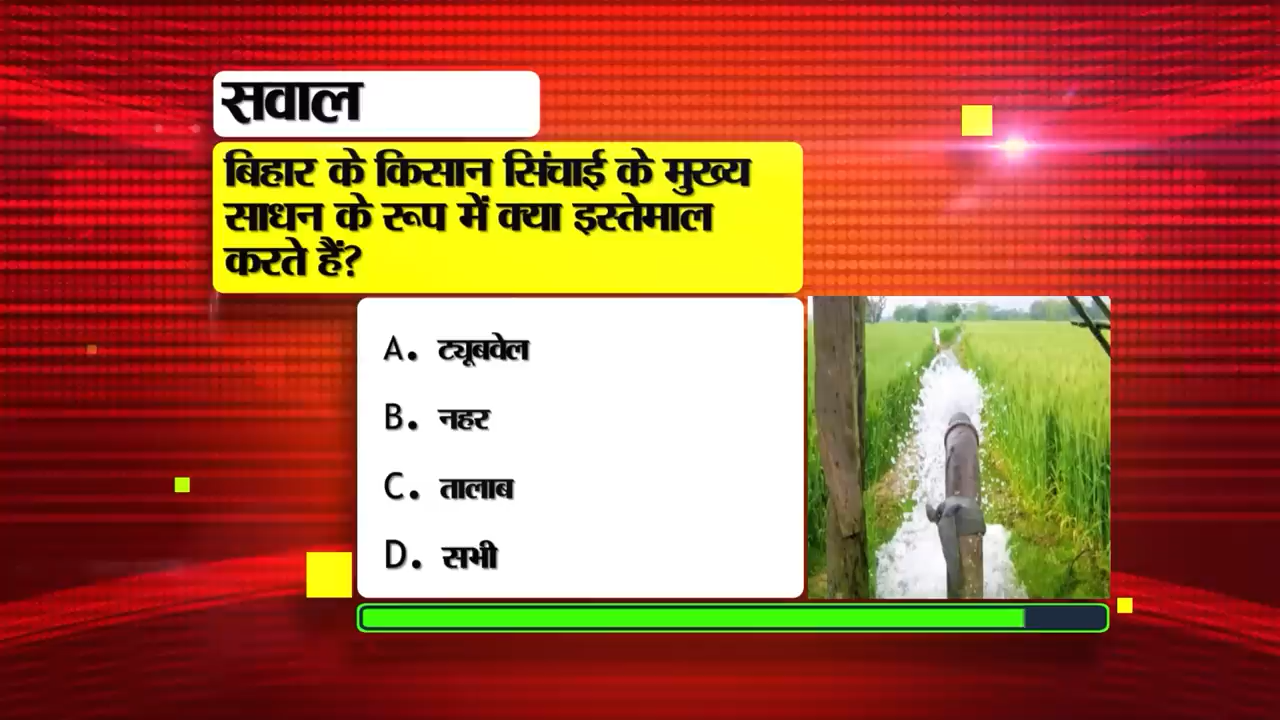 सवाल
बिहार के किसान सिंचाई के मुख्य
साधन के रूप में क्या इस्तेमाल
करते हैं?
A. ट्यूबवेल
B. नहर
C. तालाब
D. सभी